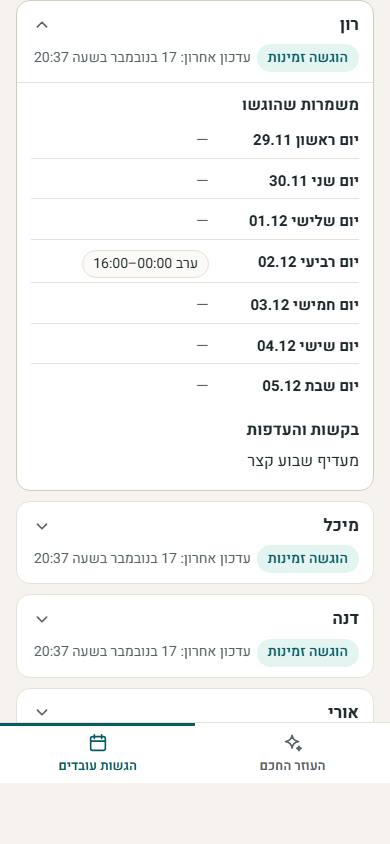 רון
הוגשה זמינות עדכון אחרון: 17 בנובמבר בשעה 20:37
משמרות שהוגשו
יום ראשון 29.11 —
יום שני 30.11 —
יום שלישי 01.12 —
יום רביעי 02.12 ערב 16:00–00:00
יום חמישי 03.12 —
יום שישי 04.12 —
יום שבת 05.12 —
בקשות והעדפות
מעדיף שבוע קצר
מיכל
הוגשה זמינות עדכון אחרון: 17 בנובמבר בשעה 20:37
דנה
הוגשה זמינות עדכון אחרון: 17 בנובמבר בשעה 20:37
אורי
העוזר החכם הגשות עובדים